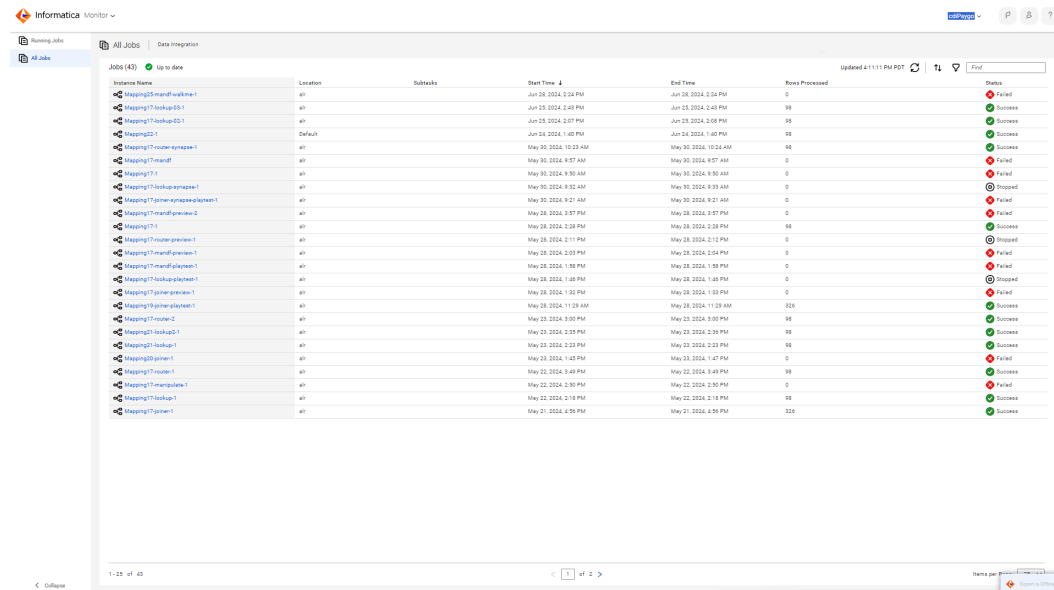 Informatica Monitor cdiPaygo ?
Running Jobs
All Jobs
All Jobs Data Integration
Jobs (43) Up to date Updated 4:11:11 PM PDT Find
Instance Name Location Subtasks Start Time ↓ End Time Rows Processed Status
Mapping25-mandf-walkme-1 alr Jun 28, 2024, 2:24 PM Jun 28, 2024, 2:24 PM 0 Failed
Mapping17-lookup-03-1 alr Jun 25, 2024, 2:43 PM Jun 25, 2024, 2:43 PM 98 Success
Mapping17-lookup-02-1 alr Jun 25, 2024, 2:07 PM Jun 25, 2024, 2:08 PM 98 Success
Mapping22-1 Default Jun 24, 2024, 1:40 PM Jun 24, 2024, 1:40 PM 98 Success
Mapping17-router-synapse-1 alr May 30, 2024, 10:23 AM May 30, 2024, 10:24 AM 98 Success
Mapping17-mandf alr May 30, 2024, 9:57 AM May 30, 2024, 9:57 AM 0 Failed
Mapping17-1 alr May 30, 2024, 9:50 AM May 30, 2024, 9:50 AM 0 Failed
Mapping17-lookup-synapse-1 alr May 30, 2024, 9:32 AM May 30, 2024, 9:33 AM 0 Stopped
Mapping17-joiner-synapse-playtest-1 alr May 30, 2024, 9:21 AM May 30, 2024, 9:21 AM 0 Failed
Mapping17-mandf-preview-2 alr May 28, 2024, 3:57 PM May 28, 2024, 3:57 PM 0 Failed
Mapping17-1 alr May 28, 2024, 2:28 PM May 28, 2024, 2:28 PM 98 Success
Mapping17-router-preview-1 alr May 28, 2024, 2:11 PM May 28, 2024, 2:12 PM 0 Stopped
Mapping17-mandf-preview-1 alr May 28, 2024, 2:03 PM May 28, 2024, 2:04 PM 0 Failed
Mapping17-mandf-playtest-1 alr May 28, 2024, 1:58 PM May 28, 2024, 1:58 PM 0 Failed
Mapping17-lookup-playtest-1 alr May 28, 2024, 1:46 PM May 28, 2024, 1:46 PM 0 Stopped
Mapping17-joiner-preview-1 alr May 28, 2024, 1:32 PM May 28, 2024, 1:33 PM 0 Failed
Mapping19-joiner-playtest-1 alr May 28, 2024, 11:29 AM May 28, 2024, 11:29 AM 326 Success
Mapping17-router-2 alr May 23, 2024, 3:00 PM May 23, 2024, 3:00 PM 98 Success
Mapping21-lookup2-1 alr May 23, 2024, 2:35 PM May 23, 2024, 2:36 PM 98 Success
Mapping21-lookup-1 alr May 23, 2024, 2:23 PM May 23, 2024, 2:23 PM 98 Success
Mapping20-joiner-1 alr May 23, 2024, 1:45 PM May 23, 2024, 1:47 PM 0 Failed
Mapping17-router-1 alr May 22, 2024, 3:49 PM May 22, 2024, 3:49 PM 98 Success
Mapping17-manipulate-1 alr May 22, 2024, 2:50 PM May 22, 2024, 2:50 PM 0 Failed
Mapping17-lookup-1 alr May 22, 2024, 2:18 PM May 22, 2024, 2:18 PM 98 Success
Mapping17-joiner-1 alr May 21, 2024, 4:56 PM May 21, 2024, 4:56 PM 326 Success
1 - 25 of 43 < 1 of 2 > Items per
Collapse Export to Offline